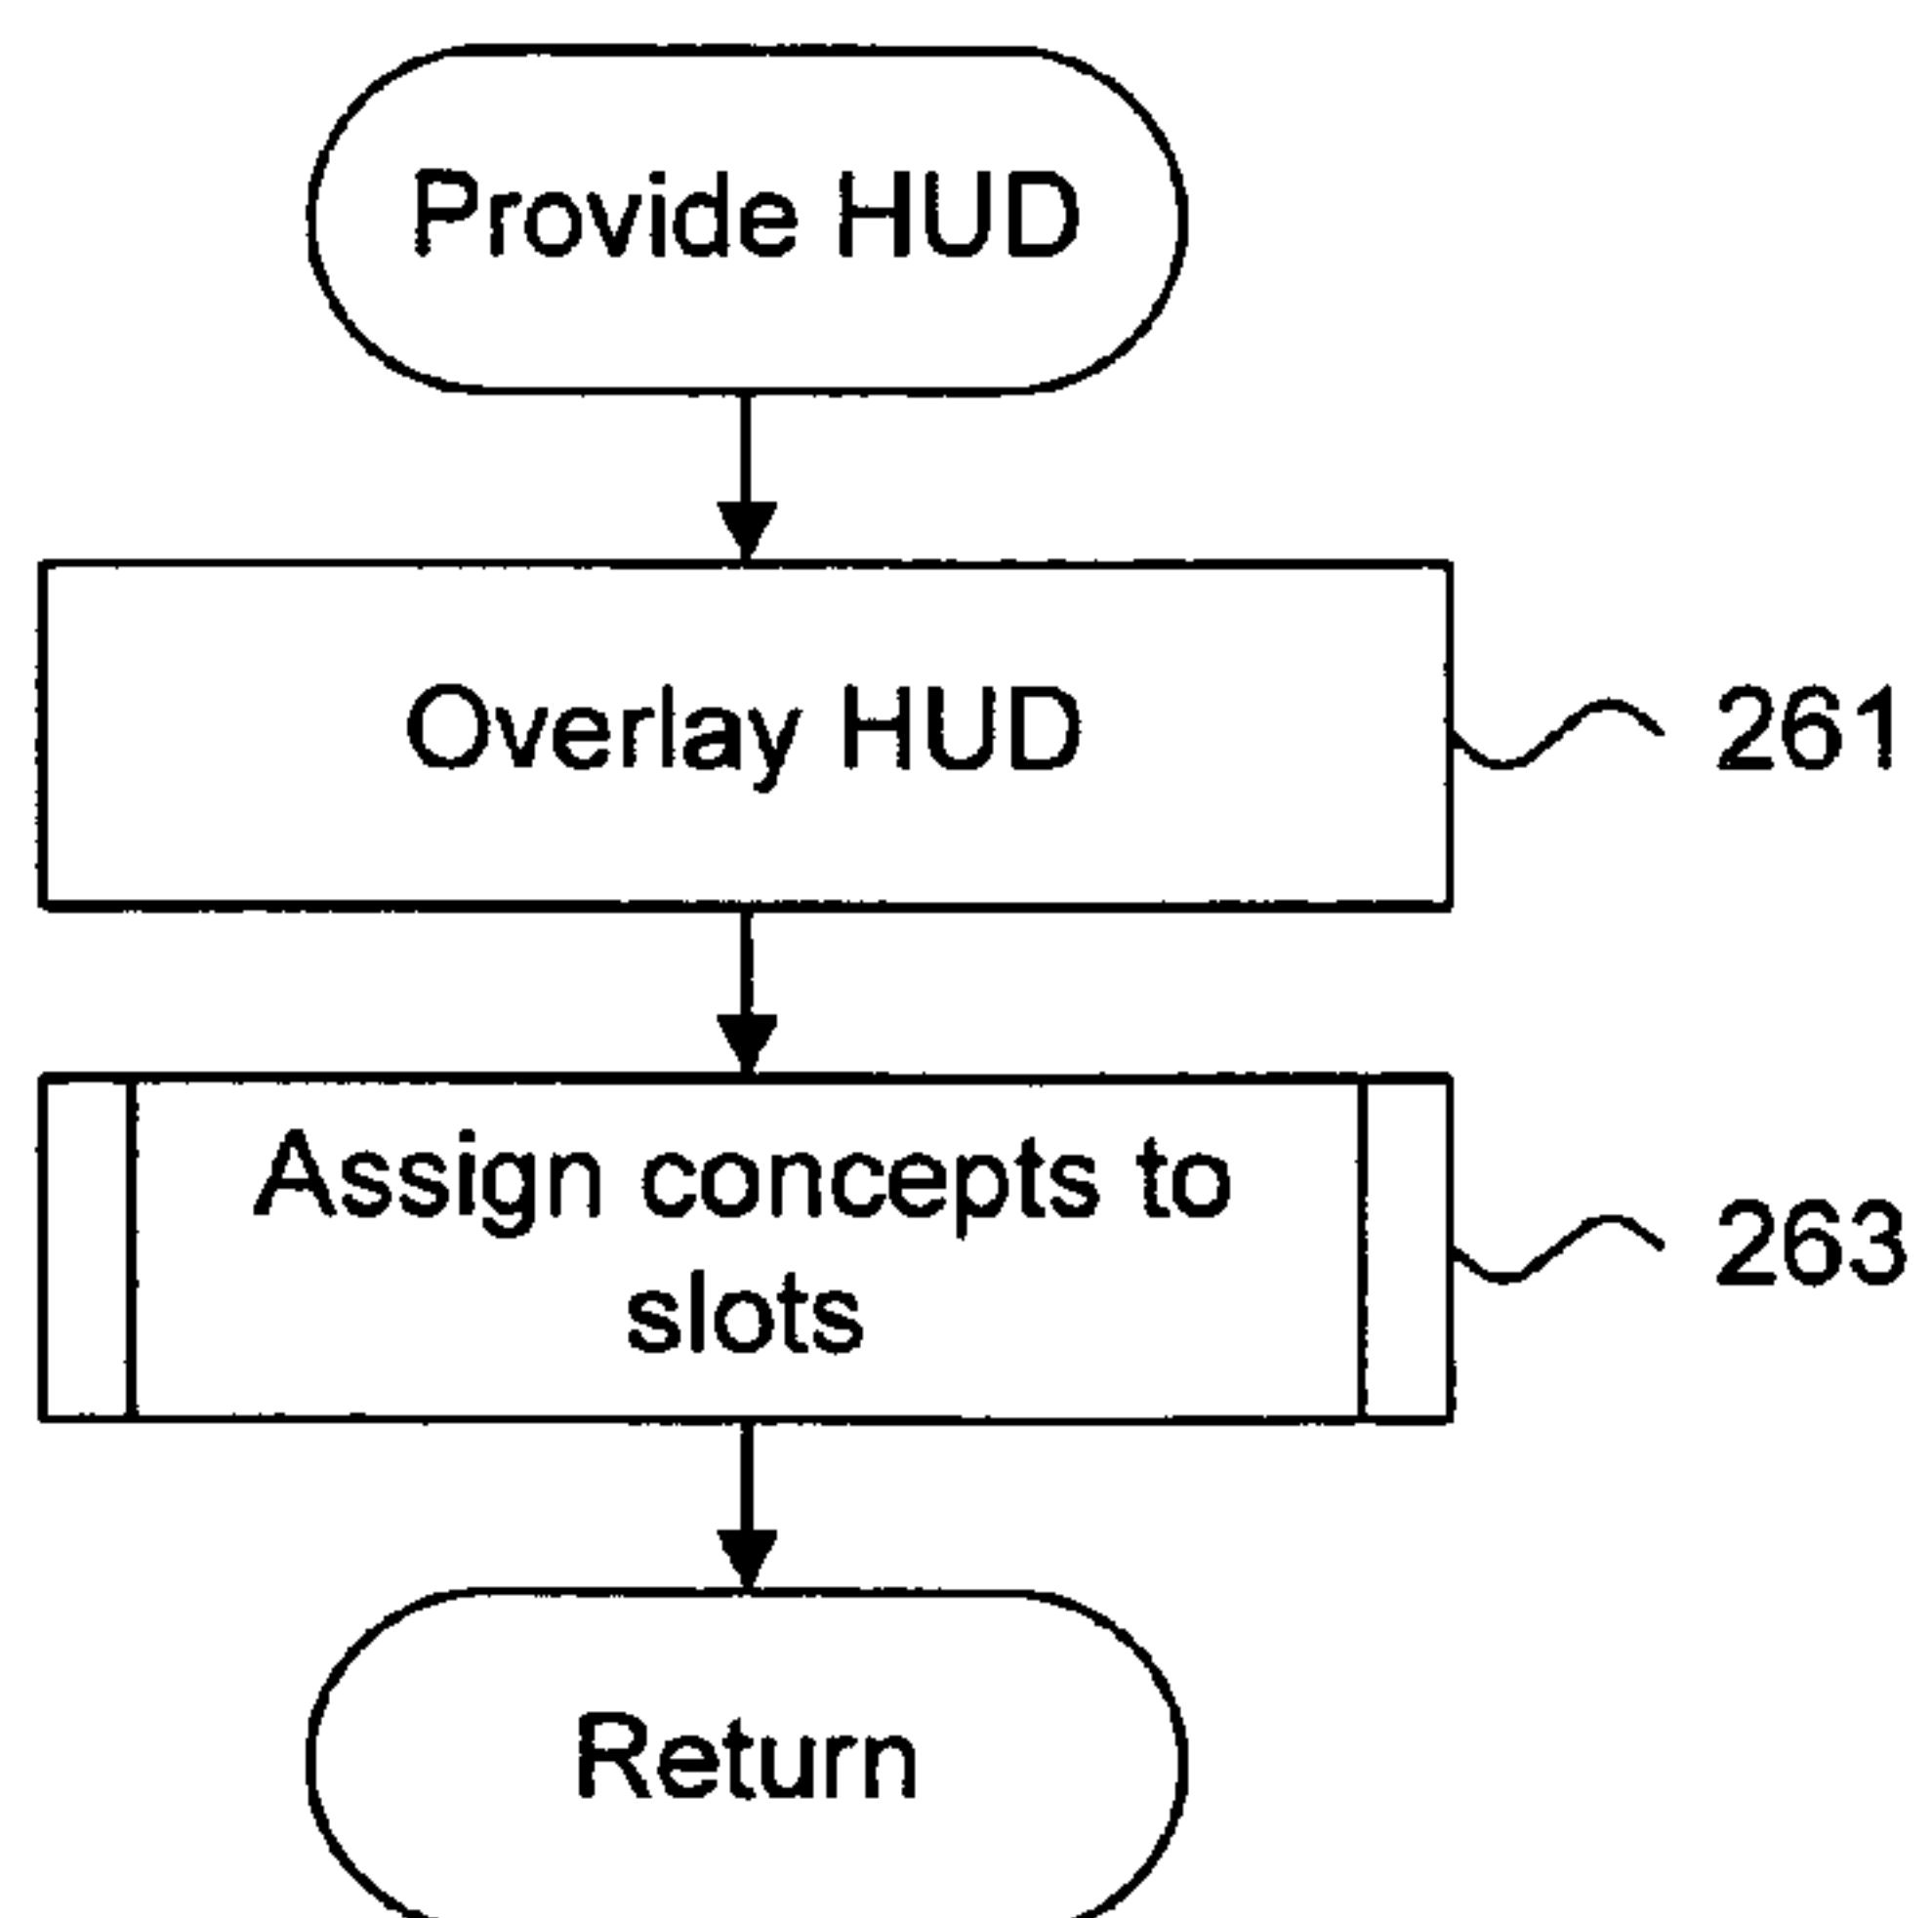 Provide HUD
Overlay HUD
261
Assign concepts to
slots
263
Return